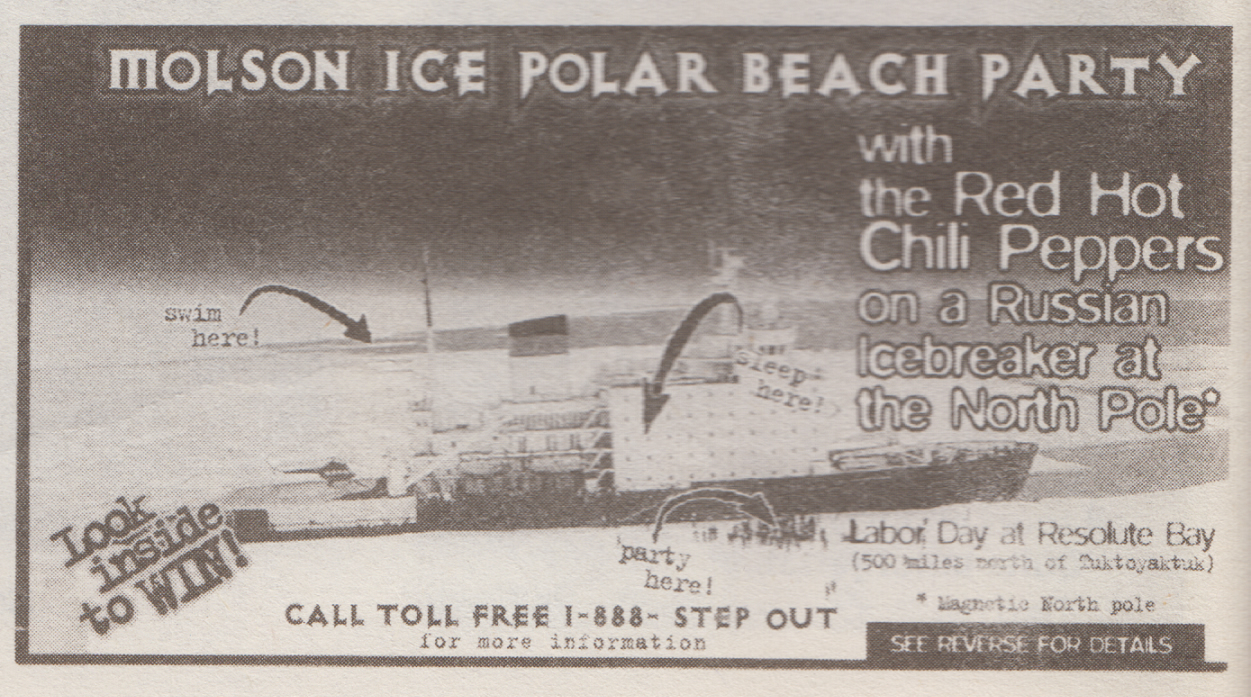 MOLSON ICE POLAR BEACH PARTY
with
the Red Hot
Chili Peppers
on a Russian
Icebreaker at
the North Pole*
swim
here!
sleep
here!
party
here!
Look
inside
to WIN!
Labor Day at Resolute Bay
(500 miles north of Tuktoyaktuk)
* Magnetic North pole
CALL TOLL FREE 1-888- STEP OUT
for more information
SEE REVERSE FOR DETAILS